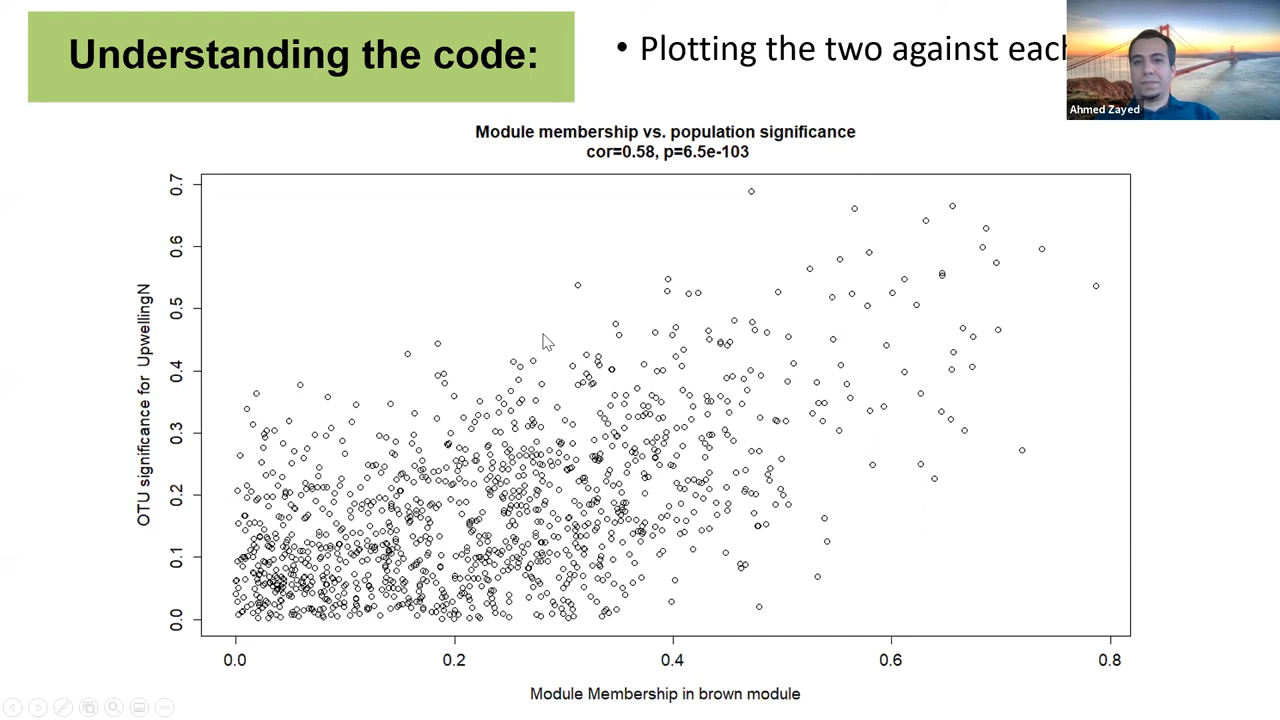 Understanding the code:
• Plotting the two against each
Ahmed Zayed
Module membership vs. population significance
cor=0.58, p=6.5e-103
OTU significance for UpwellingN
0.7
0.6
0.5
0.4
0.3
0.2
0.1
0.0
0.0 0.2 0.4 0.6 0.8
Module Membership in brown module